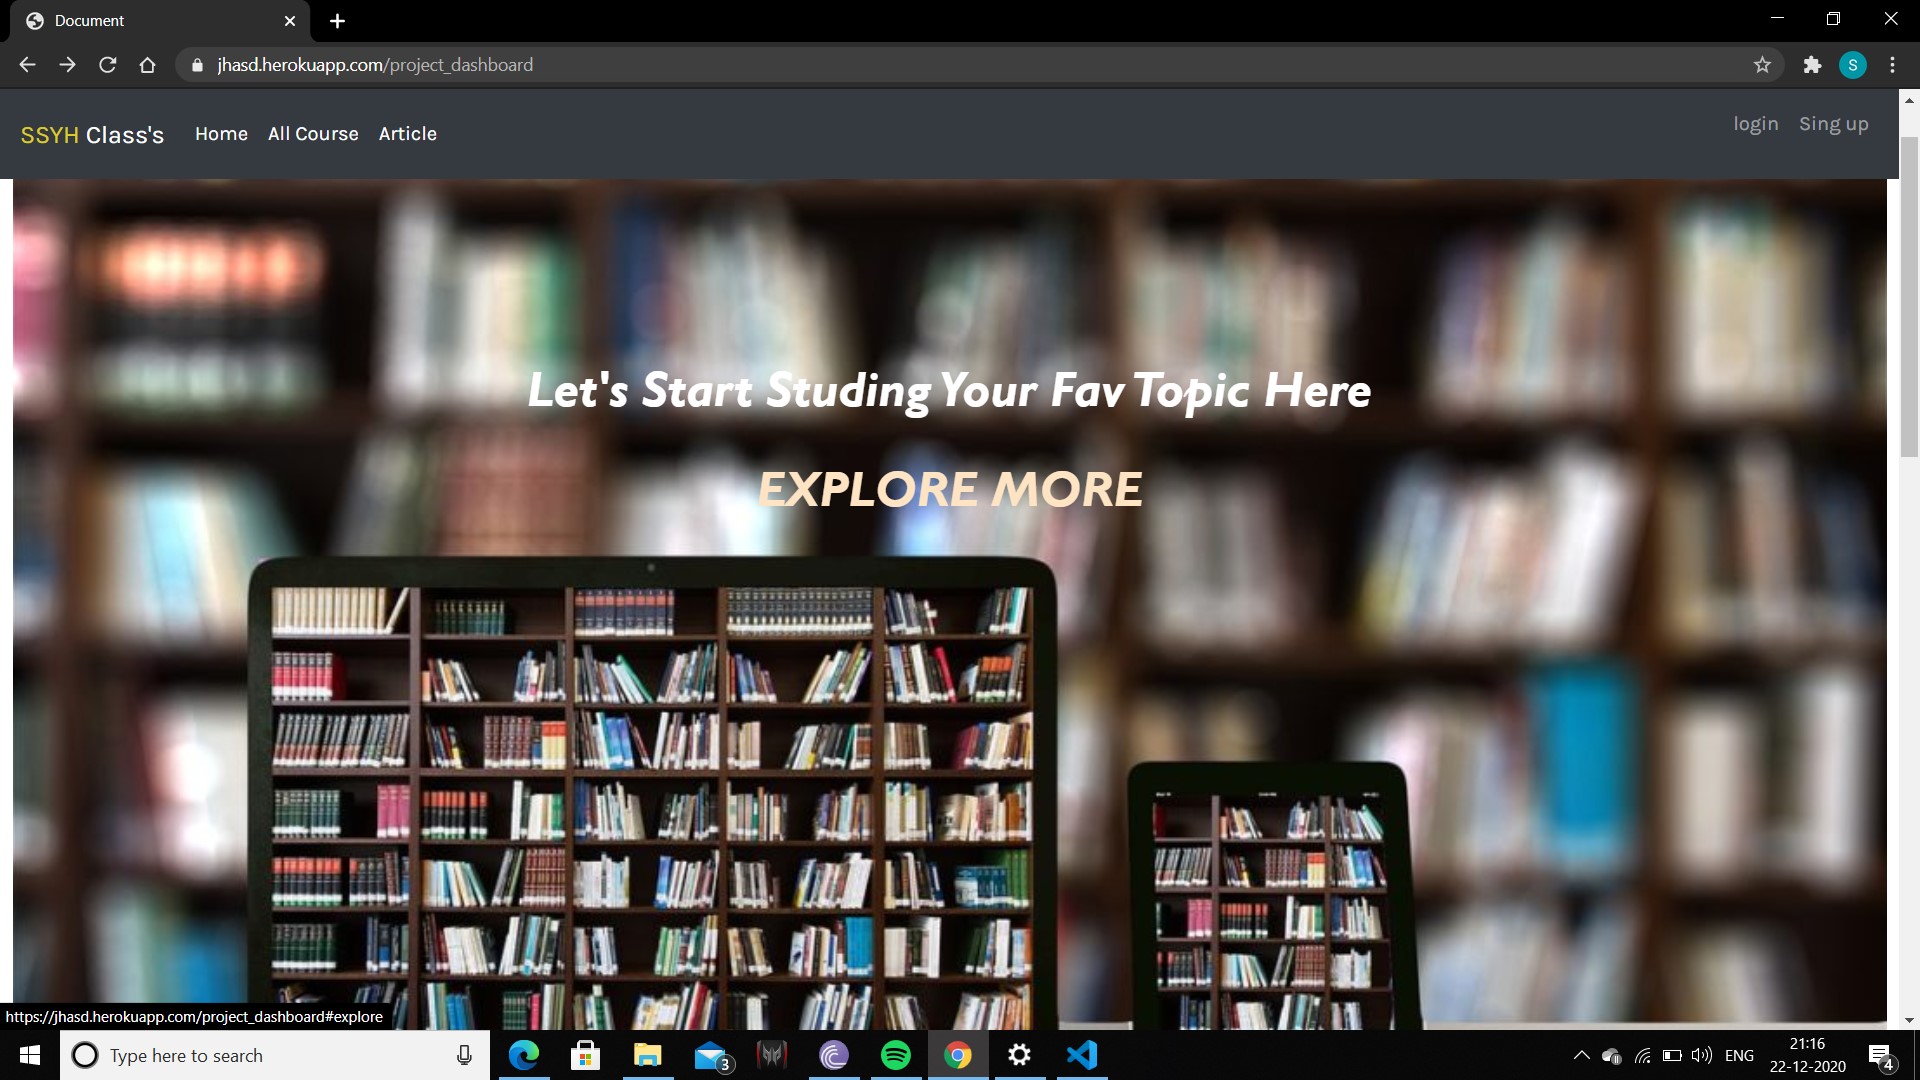 Document
jhasd.herokuapp.com/project_dashboard
S
SSYH Class's Home All Course Article login Sing up
Let's Start Studing Your Fav Topic Here
EXPLORE MORE
https://jhasd.herokuapp.com/project_dashboard#explore
Type here to search
3
ENG
21:16
22-12-2020
4